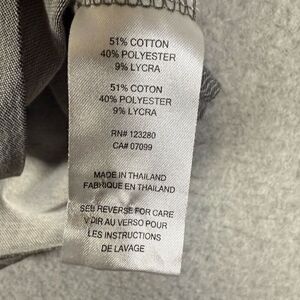 51% COTTON
40% POLYESTER
9% LYCRA
51% COTON
40% POLYESTER
9% LYCRA
RN# 123280
CA# 07099
MADE IN THAILAND
FABRIQUE EN THAILAND
SEE REVERSE FOR CARE
VOIR AU VERSO POUR
LES INSTRUCTIONS
DE LAVAGE